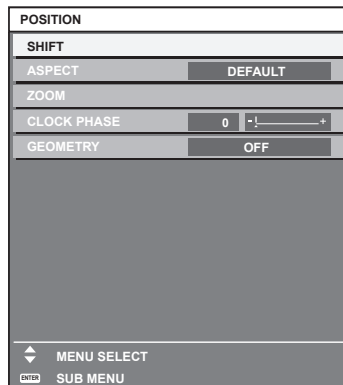 POSITION
SHIFT
ASPECT DEFAULT
ZOOM
CLOCK PHASE 0 - +
GEOMETRY OFF
MENU SELECT
ENTER SUB MENU